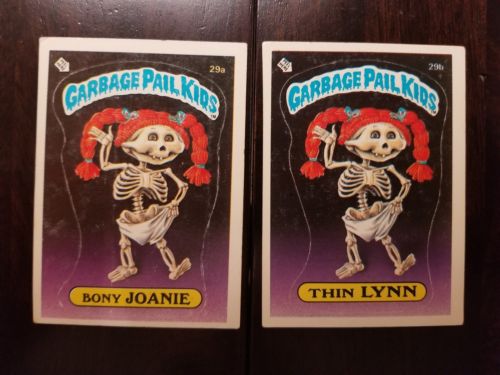 29a
GARBAGE PAIL KIDS
BONY JOANIE
29b
GARBAGE PAIL KIDS
THIN LYNN